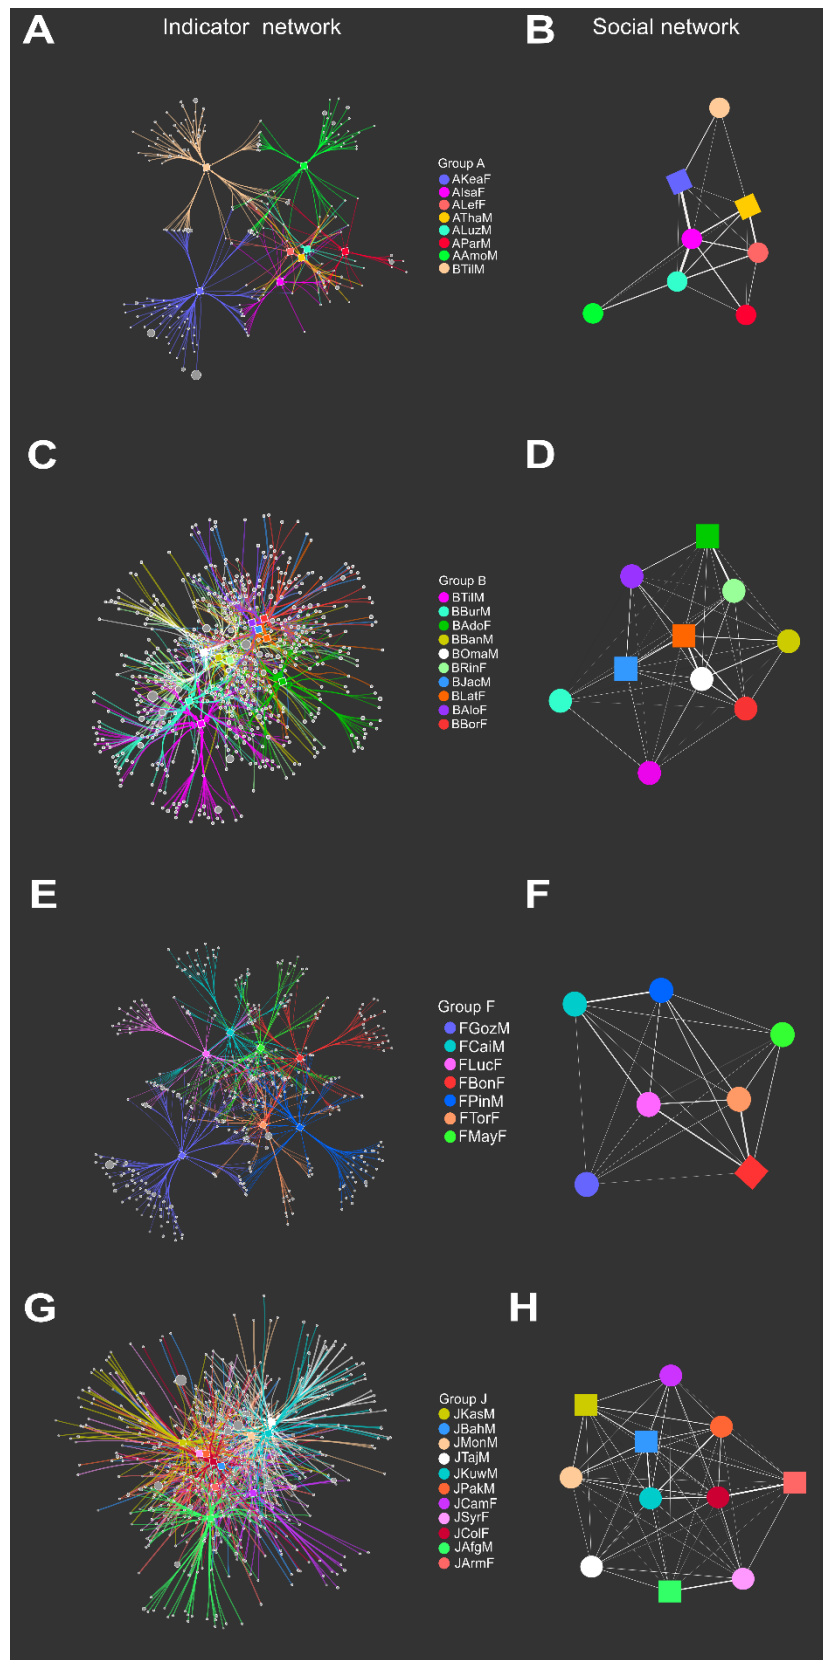 A Indicator network B Social network
Group A
AKeaF
AIsaF
ALefF
AThaM
ALuzM
AParM
AAmoM
BTilM
C D
Group B
BTilM
BBurM
BAdoF
BBanM
BOmaM
BRinF
BJacM
BLatF
BAloF
BBorF
E F
Group F
FGozM
FCaiM
FLucF
FBonF
FPinM
FTorF
FMayF
G H
Group J
JKasM
JBahM
JMonM
JTajM
JKuwM
JPakM
JCamF
JSyrF
JColF
JAfgM
JArmF